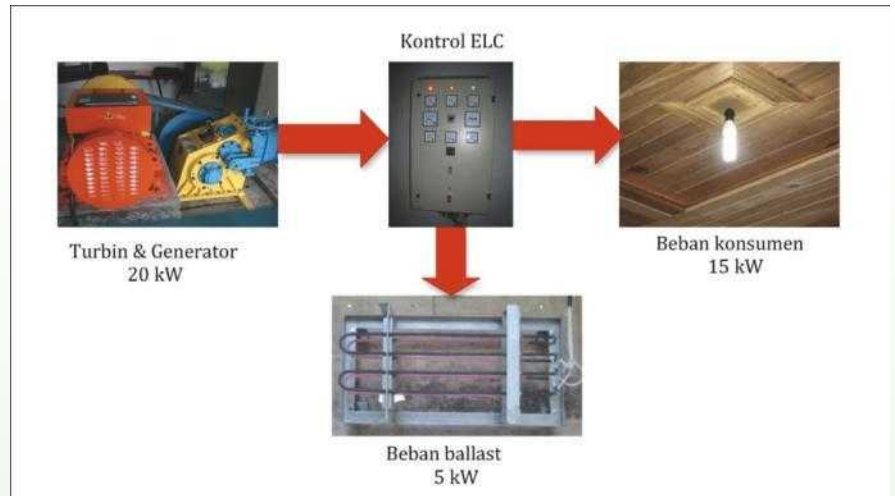 Kontrol ELC
Turbin & Generator
20 kW
Beban konsumen
15 kW
Beban ballast
5 kW